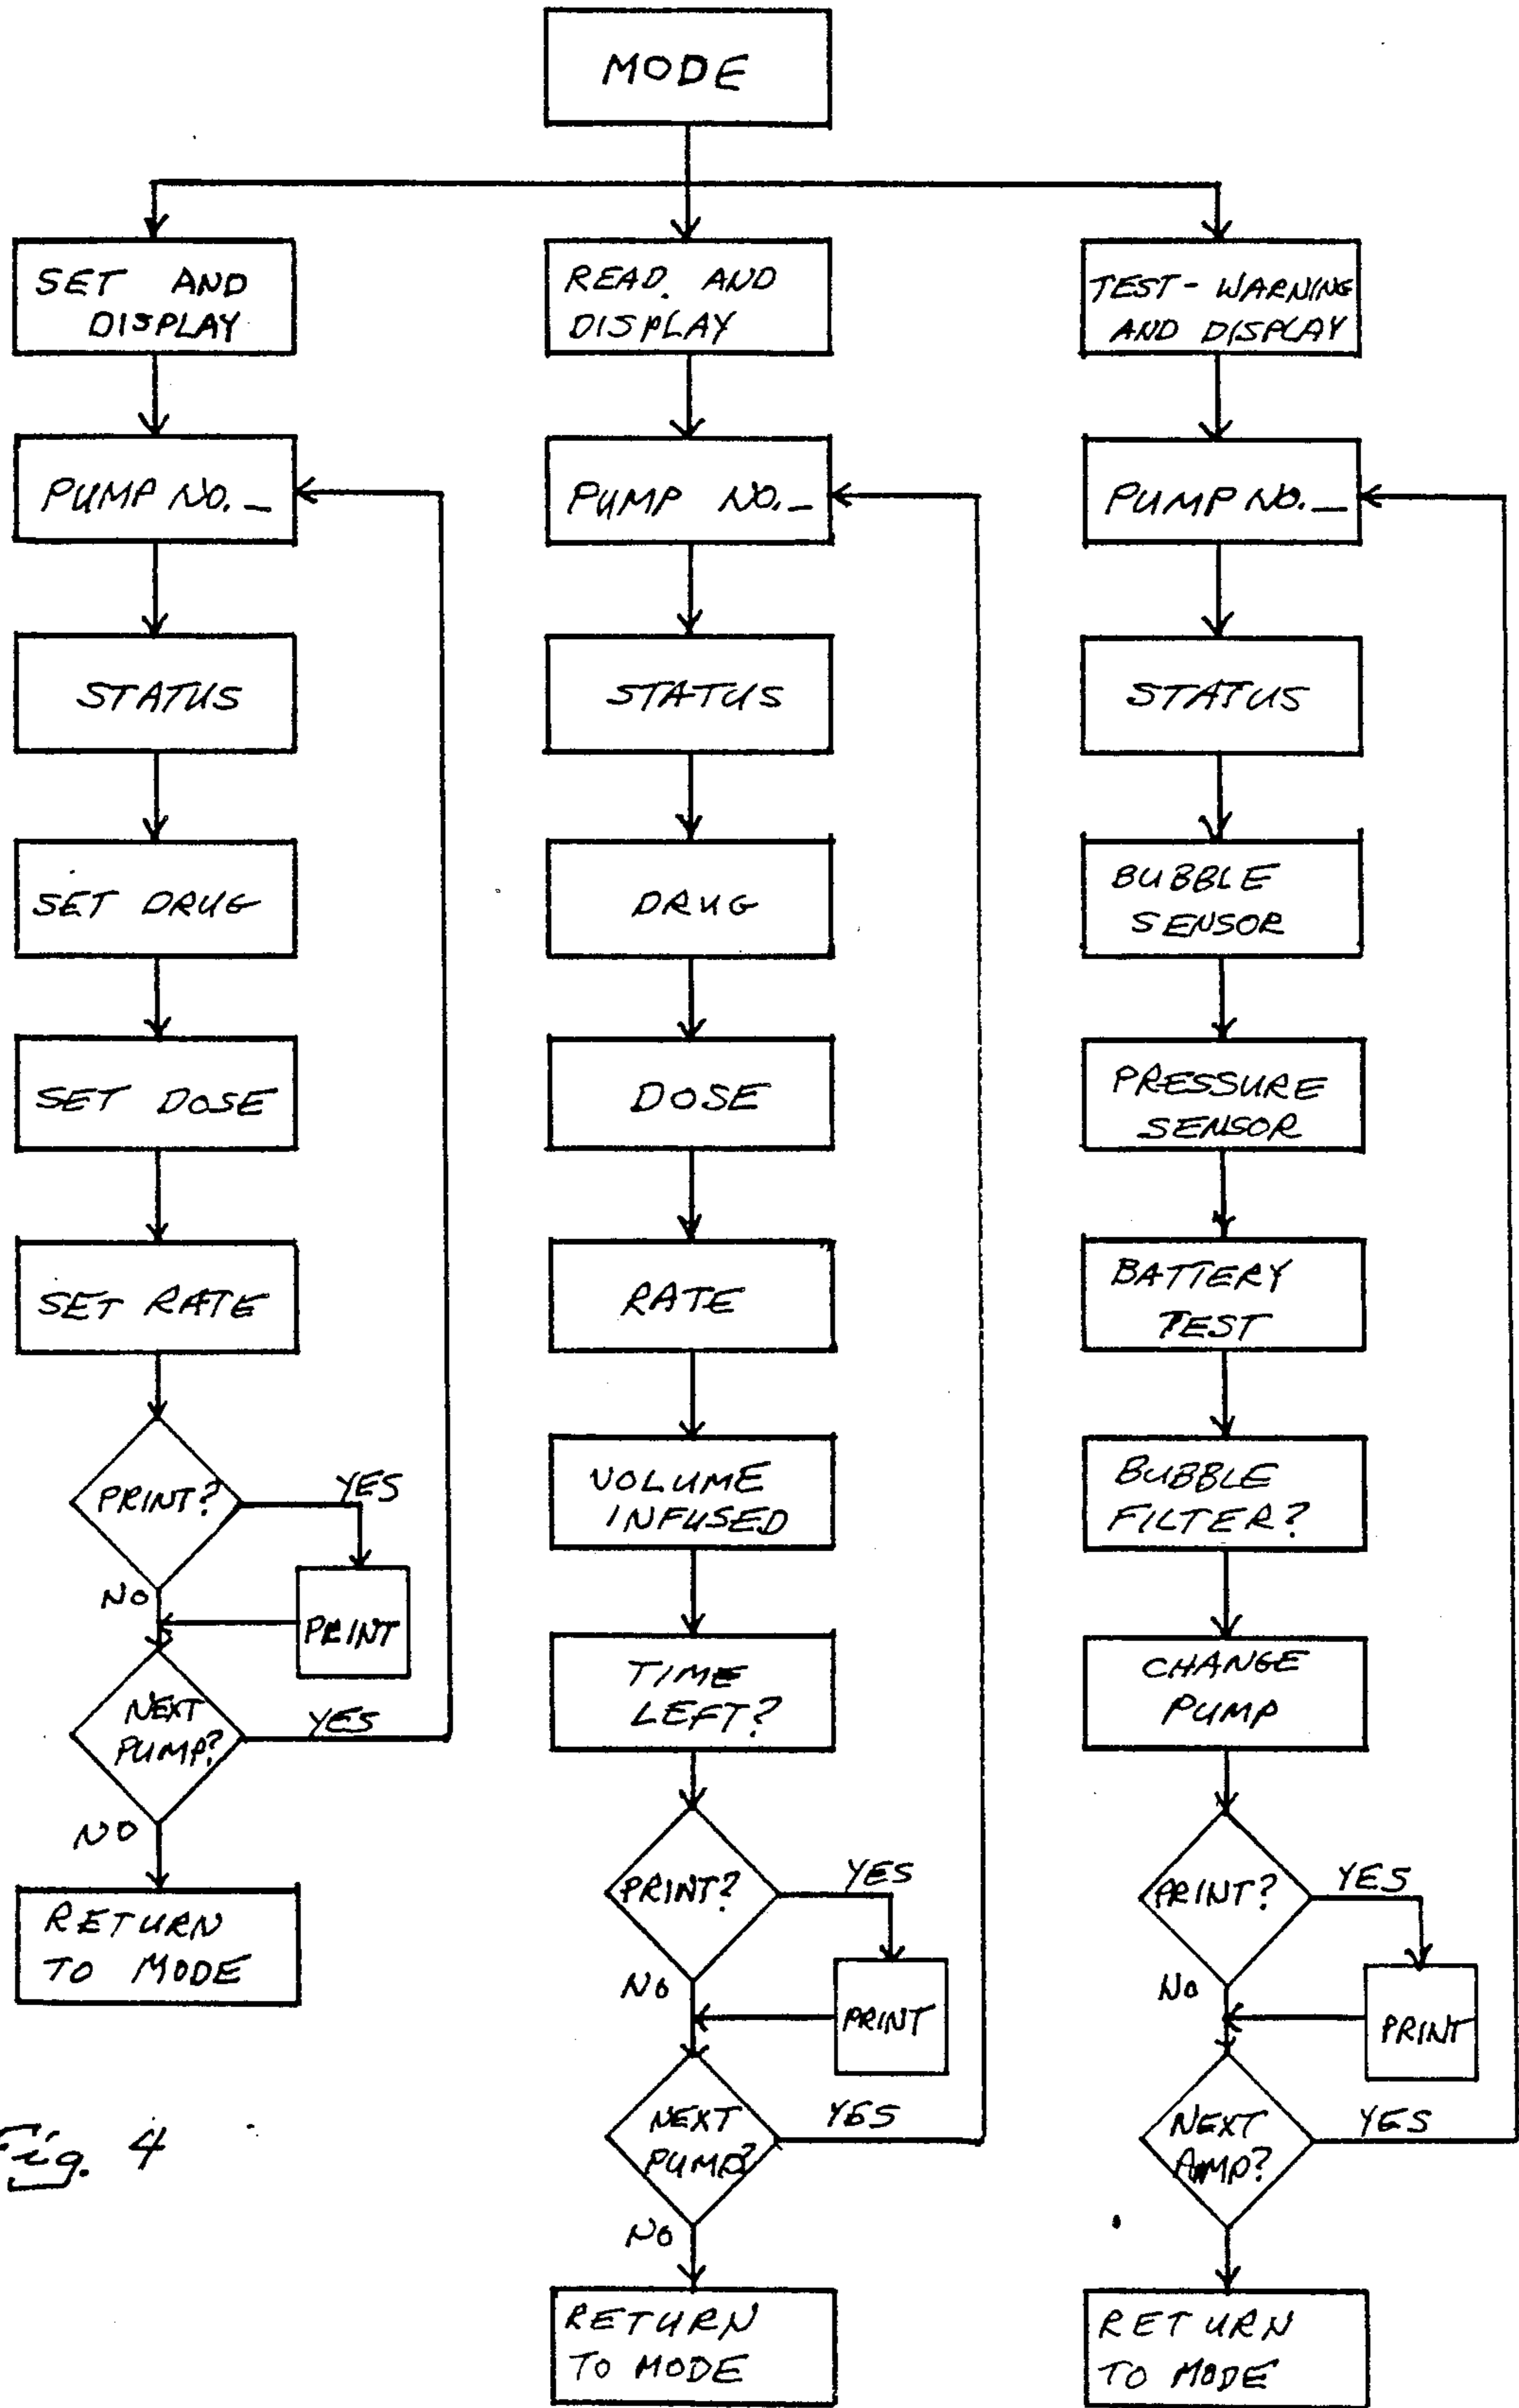 MODE
SET AND
DISPLAY
PUMP NO._
STATUS
SET DRUG
SET DOSE
SET RATE
PRINT?
YES
NO
PRINT
NEXT
PUMP?
YES
NO
RETURN
TO MODE
READ. AND
DISPLAY
PUMP NO._
STATUS
DRUG
DOSE
RATE
VOLUME
INFUSED
TIME
LEFT?
PRINT?
YES
NO
PRINT
NEXT
PUMP?
YES
NO
RETURN
TO MODE
TEST-WARNING
AND DISPLAY
PUMP NO._
STATUS
BUBBLE
SENSOR
PRESSURE
SENSOR
BATTERY
TEST
BUBBLE
FILTER?
CHANGE
PUMP
PRINT?
YES
NO
PRINT
NEXT
YES
RETURN
TO MODE
Fig. 4